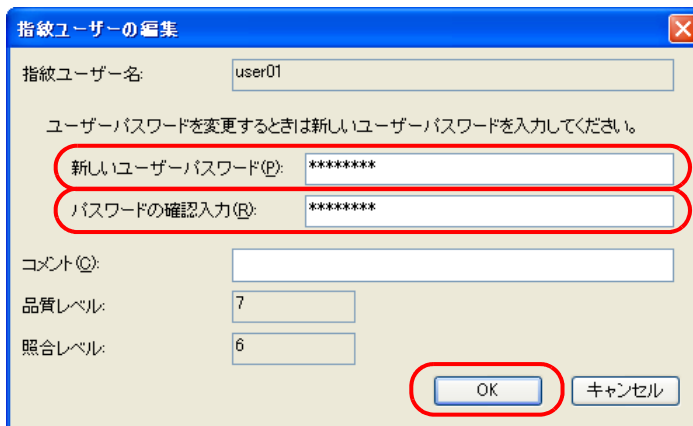 指紋ユーザーの編集
指紋ユーザー名: user01
ユーザーパスワードを変更するときは新しいユーザーパスワードを入力してください。
新しいユーザーパスワード(P): ********
パスワードの確認入力(R): ********
コメント(C):
品質レベル: 7
照合レベル: 6
OK キャンセル